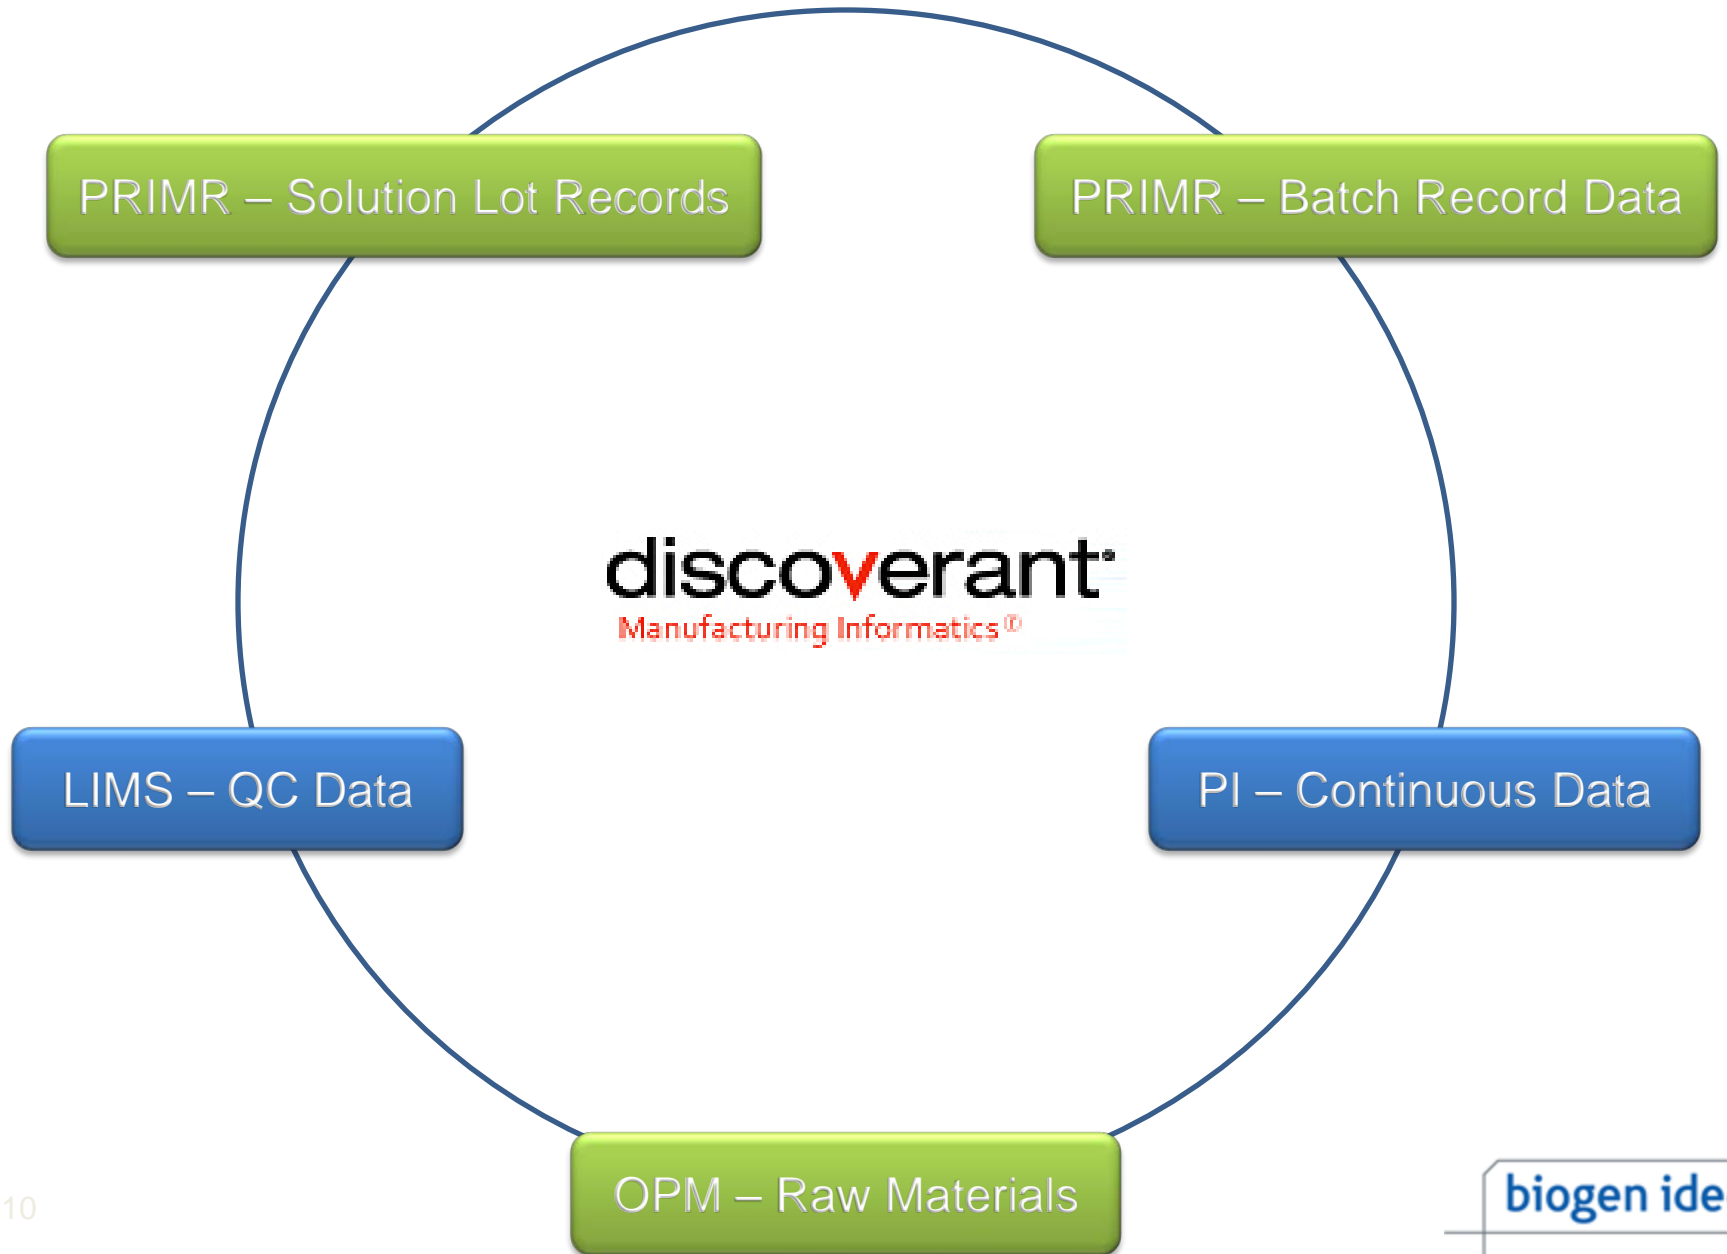 PRIMR – Solution Lot Records
PRIMR – Batch Record Data
discoverant®
Manufacturing Informatics®
LIMS – QC Data
PI – Continuous Data
OPM – Raw Materials
10
biogen ide